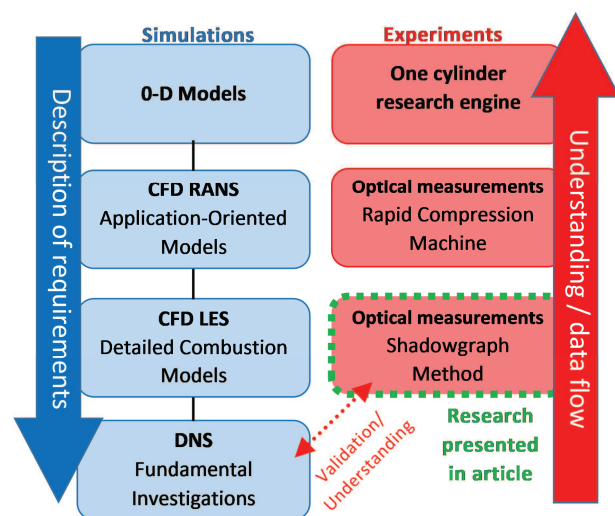 Simulations
Experiments
Description of requirements
0-D Models
One cylinder
research engine
CFD RANS
Application-Oriented
Models
Optical measurements
Rapid Compression
Machine
CFD LES
Detailed Combustion
Models
Optical measurements
Shadowgraph
Method
DNS
Fundamental
Investigations
Validation/
Understanding
Research
presented
in article
Understanding / data flow